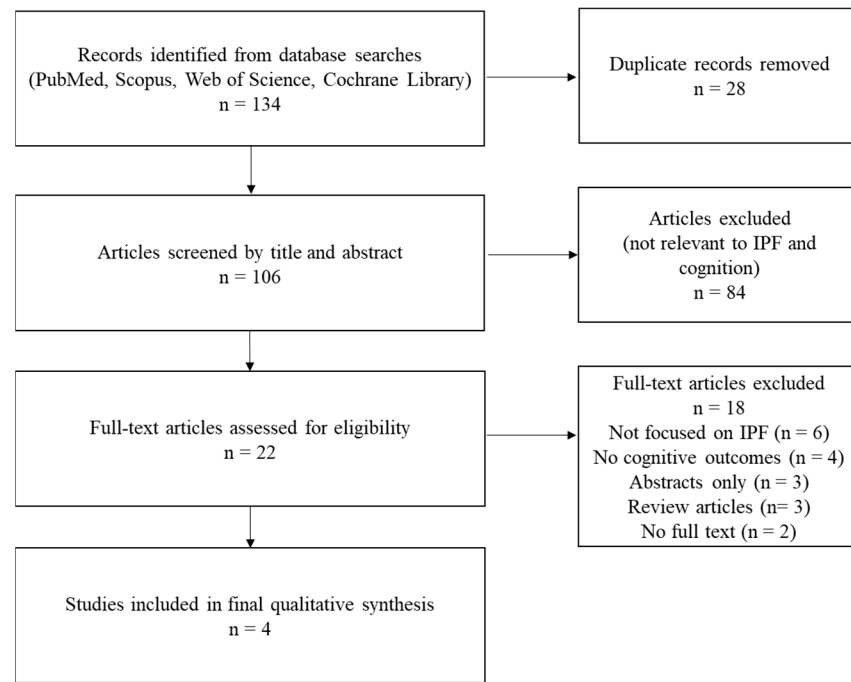 Records identified from database searches
(PubMed, Scopus, Web of Science, Cochrane Library)
n = 134
Duplicate records removed
n = 28
Articles screened by title and abstract
n = 106
Articles excluded
(not relevant to IPF and
cognition)
n = 84
Full-text articles assessed for eligibility
n = 22
Full-text articles excluded
n = 18
Not focused on IPF (n = 6)
No cognitive outcomes (n = 4)
Abstracts only (n = 3)
Review articles (n= 3)
No full text (n = 2)
Studies included in final qualitative synthesis
n = 4